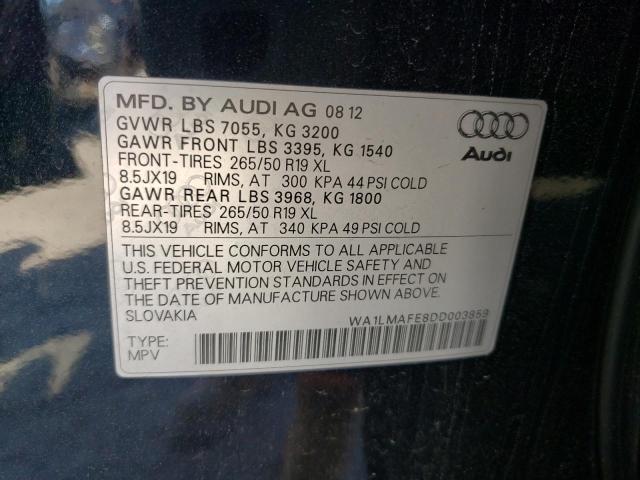 MFD. BY AUDI AG 08 12
GVWR LBS 7055, KG 3200
GAWR FRONT LBS 3395, KG 1540
FRONT-TIRES 265/50 R19 XL
8.5JX19 RIMS, AT 300 KPA 44 PSI COLD
GAWR REAR LBS 3968, KG 1800
REAR-TIRES 265/50 R19 XL
8.5JX19 RIMS, AT 340 KPA 49 PSI COLD
Audi
THIS VEHICLE CONFORMS TO ALL APPLICABLE
U.S. FEDERAL MOTOR VEHICLE SAFETY AND
THEFT PREVENTION STANDARDS IN EFFECT ON
THE DATE OF MANUFACTURE SHOWN ABOVE.
SLOVAKIA
WA1LMAFE8DD003859
TYPE:
MPV